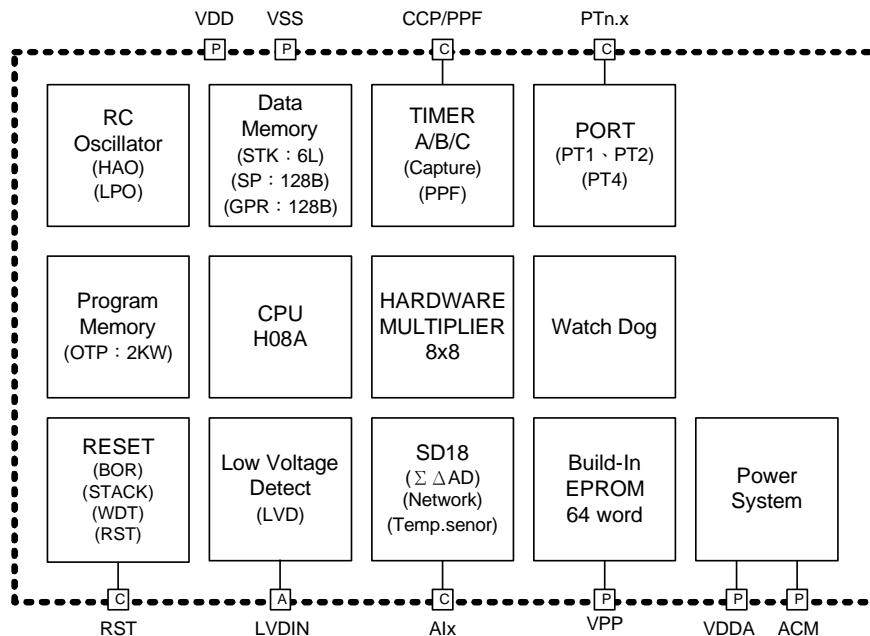 VDD
VSS
CCP/PPF
PTn.x
P
P
C
C
RC
Oscillator
(HAO)
(LPO)
Data
Memory
(STK：6L)
(SP：128B)
(GPR：128B)
TIMER
A/B/C
(Capture)
(PPF)
PORT
(PT1、PT2)
(PT4)
Program
Memory
(OTP：2KW)
CPU
H08A
HARDWARE
MULTIPLIER
8x8
Watch Dog
RESET
(BOR)
(STACK)
(WDT)
(RST)
Low Voltage
Detect
(LVD)
SD18
(Σ ΔAD)
(Network)
(Temp.senor)
Build-In
EPROM
64 word
Power
System
C
A
C
P
P
P
RST
LVDIN
AIx
VPP
VDDA
ACM